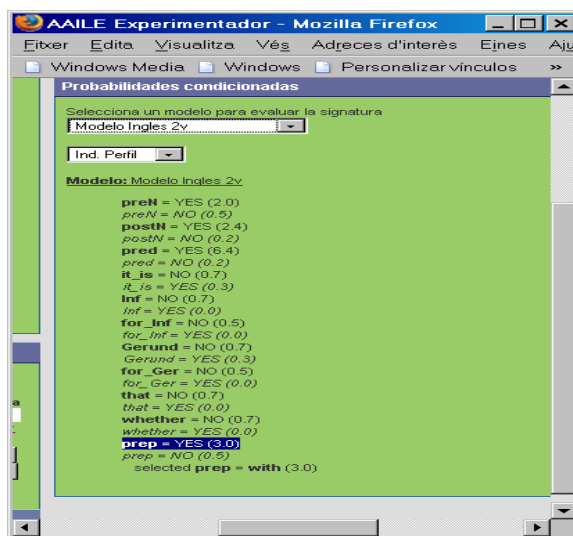 AAILE Experimentador - Mozilla Firefox
Fitxer Edita Visualitza Vés Adreces d'interès Eines Aju
Windows Media Windows Personalizar vínculos »
Probabilidades condicionadas
Selecciona un modelo para evaluar la signatura
Modelo Ingles 2v
Ind. Perfil
Modelo: Modelo Ingles 2v
preN = YES (2.0)
preN = NO (0.5)
postN = YES (2.4)
postN = NO (0.2)
pred = YES (6.4)
pred = NO (0.2)
it_is = NO (0.7)
it_is = YES (0.3)
Inf = NO (0.7)
Inf = YES (0.0)
for_Inf = NO (0.5)
for_Inf = YES (0.0)
Gerund = NO (0.7)
Gerund = YES (0.3)
for_Ger = NO (0.5)
for_Ger = YES (0.0)
that = NO (0.7)
that = YES (0.0)
whether = NO (0.7)
whether = YES (0.0)
prep = YES (3.0)
prep = NO (0.5)
selected prep = with (3.0)
a